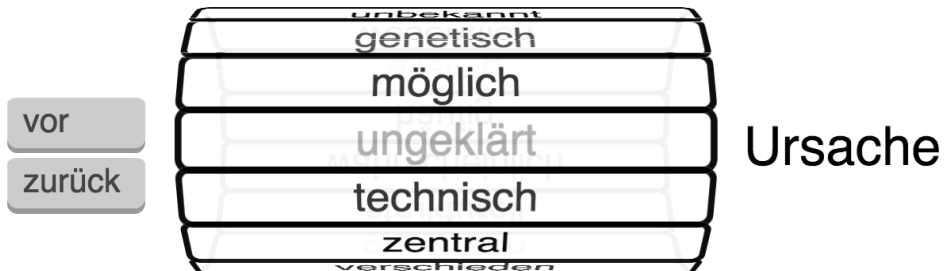 unbekannt
genetisch
möglich
vor
ungeklärt
Ursache
zurück
technisch
zentral
verschieden